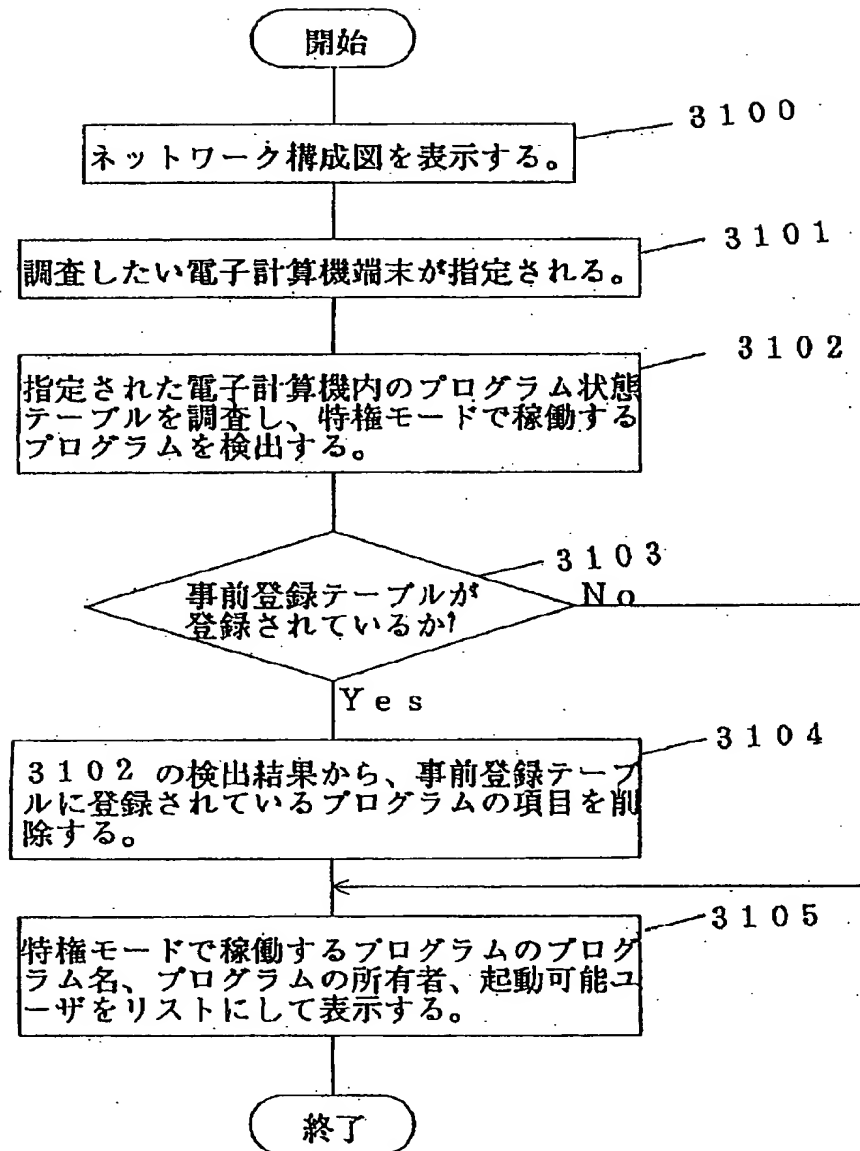 開始
3100
ネットワーク構成図を表示する。
3101
調査したい電子計算機端末が指定される。
3102
指定された電子計算機内のプログラム状態
テーブルを調査し、特権モードで稼働する
プログラムを検出する。
3103
事前登録テーブルが
登録されているか?
No
Yes
3104
3102 の検出結果から、事前登録テーブ
ルに登録されているプログラムの項目を削
除する。
3105
特権モードで稼働するプログラムのプログ
ラム名、プログラムの所有者、起動可能ユ
ーザをリストにして表示する。
終了